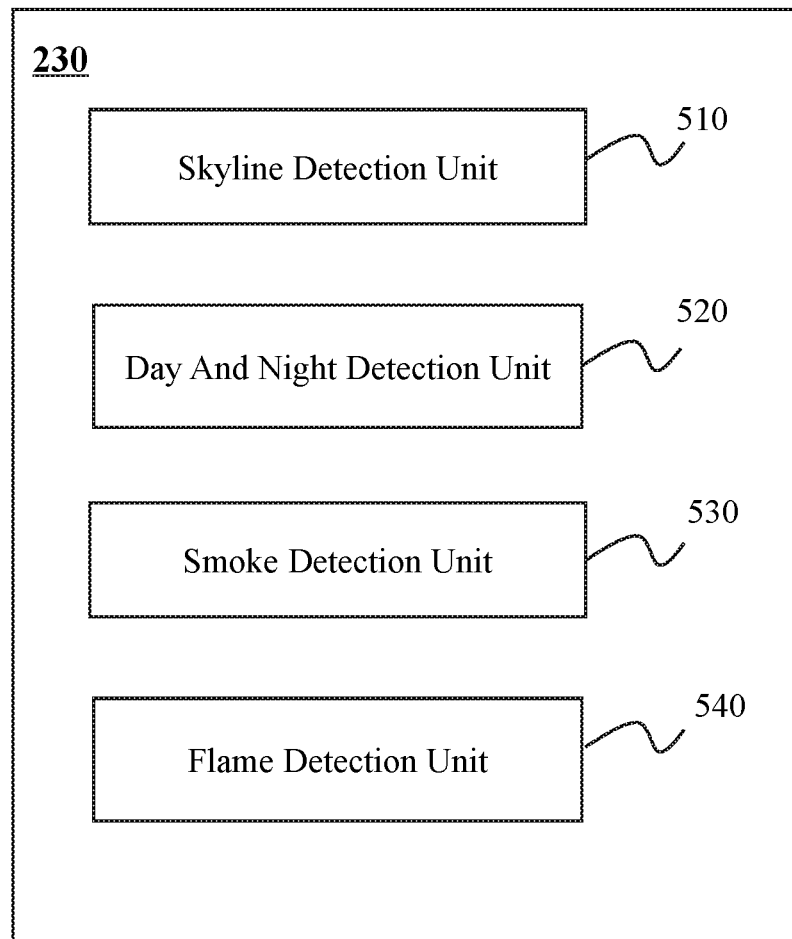 230
510
Skyline Detection Unit
520
Day And Night Detection Unit
530
Smoke Detection Unit
540
Flame Detection Unit